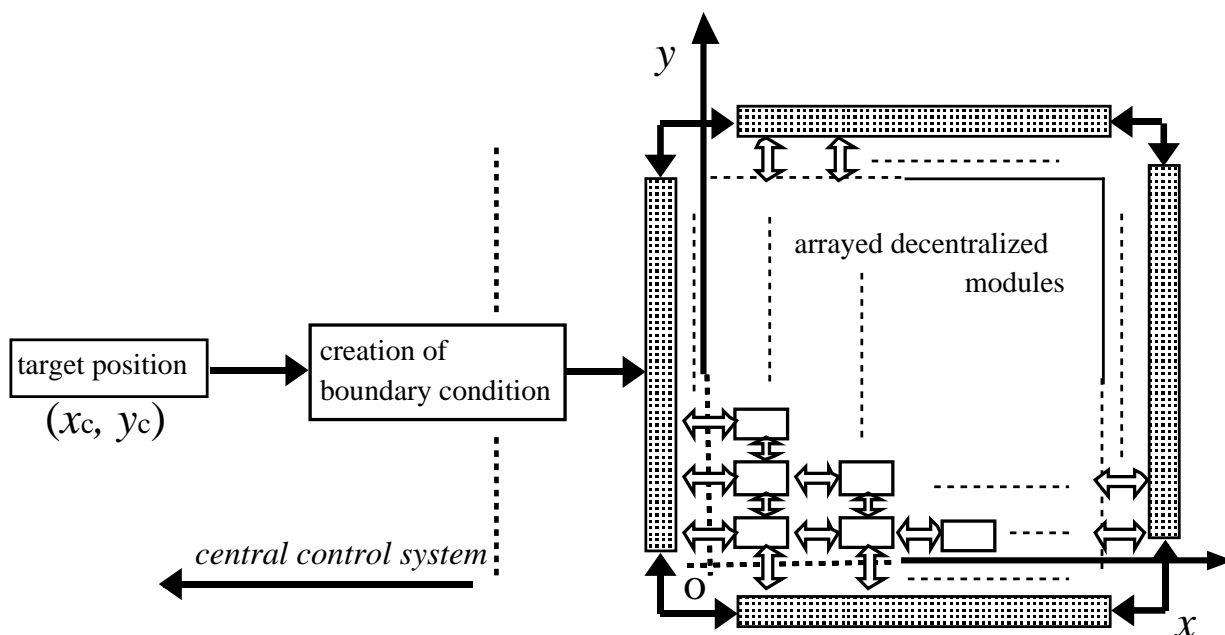 y
arrayed decentralized
modules
target position
(xc, yc)
creation of
boundary condition
central control system
o
x